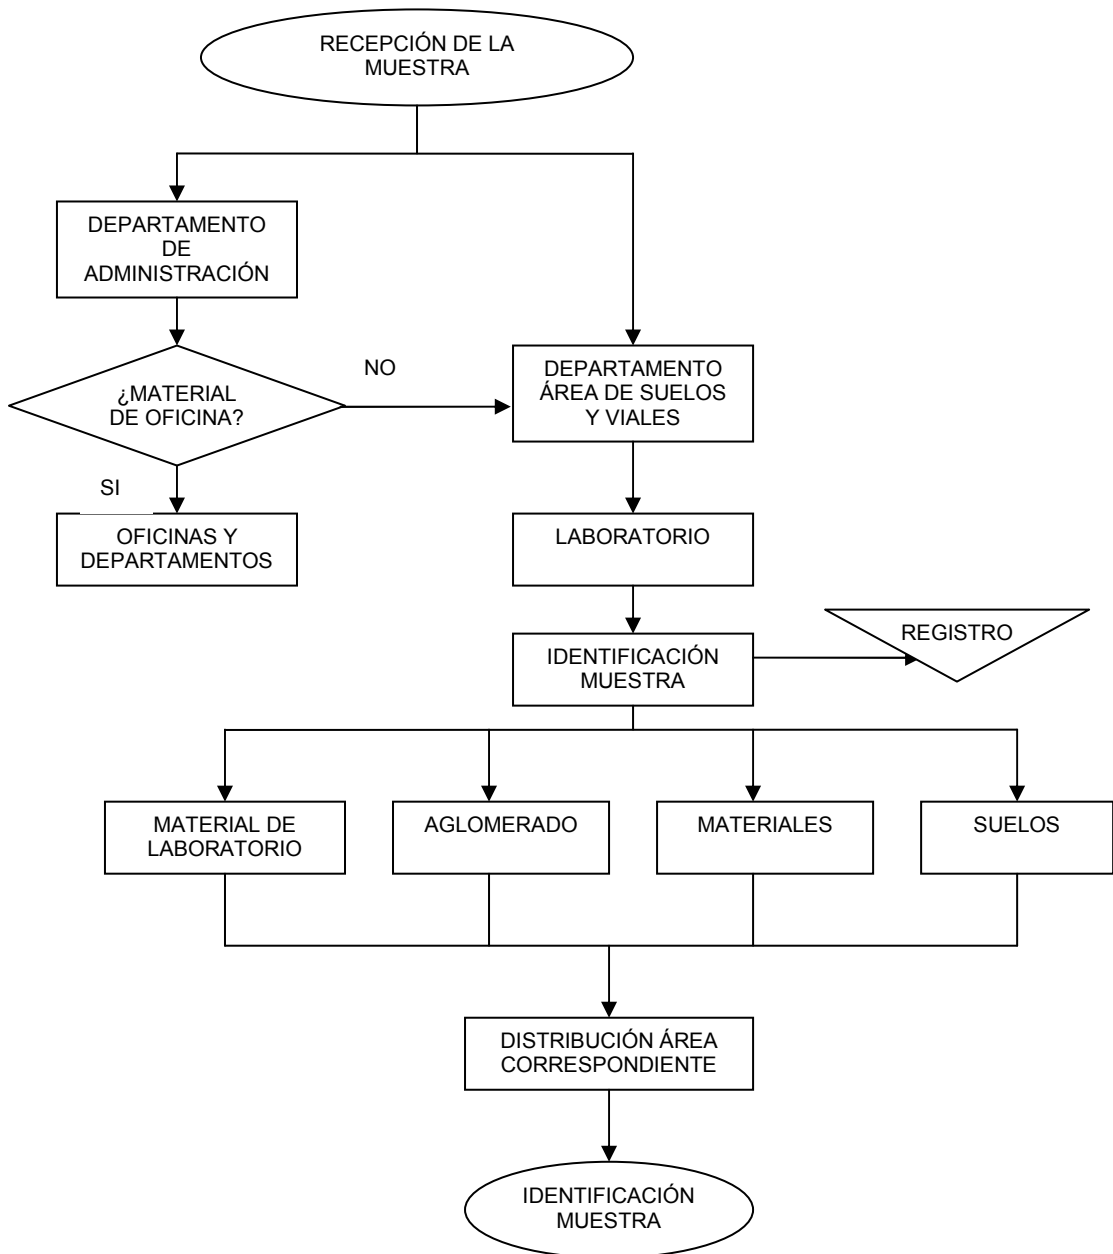 RECEPCIÓN DE LA
MUESTRA
DEPARTAMENTO
DE
ADMINISTRACIÓN
¿MATERIAL
DE OFICINA?
NO
DEPARTAMENTO
ÁREA DE SUELOS
Y VIALES
SI
OFICINAS Y
DEPARTAMENTOS
LABORATORIO
IDENTIFICACIÓN
MUESTRA
REGISTRO
MATERIAL DE
LABORATORIO
AGLOMERADO
MATERIALES
SUELOS
DISTRIBUCIÓN ÁREA
CORRESPONDIENTE
IDENTIFICACIÓN
MUESTRA